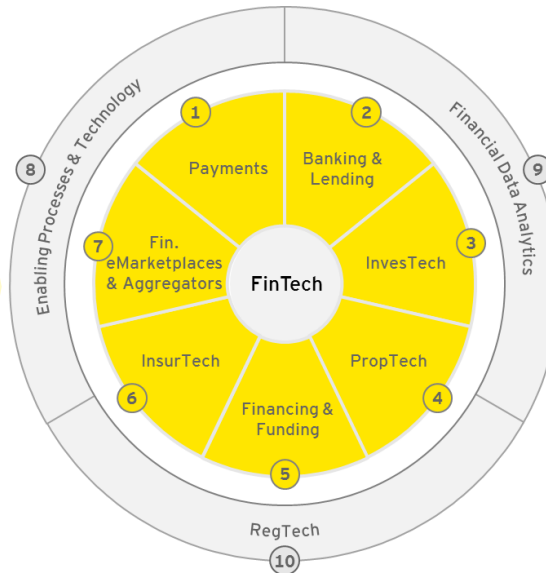 1
Payments
2
Banking &
Lending
3
InvesTech
PropTech
4
Financing &
Funding
5
InsurTech
6
7
Fin.
eMarketplaces
& Aggregators
FinTech
8
Enabling Processes & Technology
9
Financial Data Analytics
RegTech
10